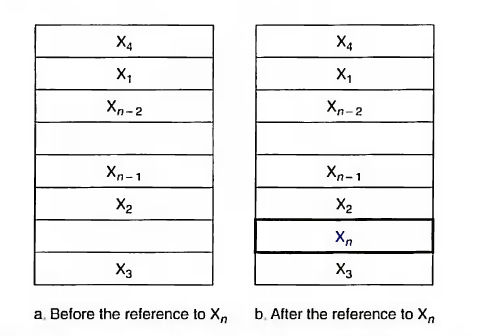 X4 X4
X1 X1
Xn-2 Xn-2
Xn-1 Xn-1
X2 X2
Xn
X3 X3
a. Before the reference to Xn b. After the reference to Xn